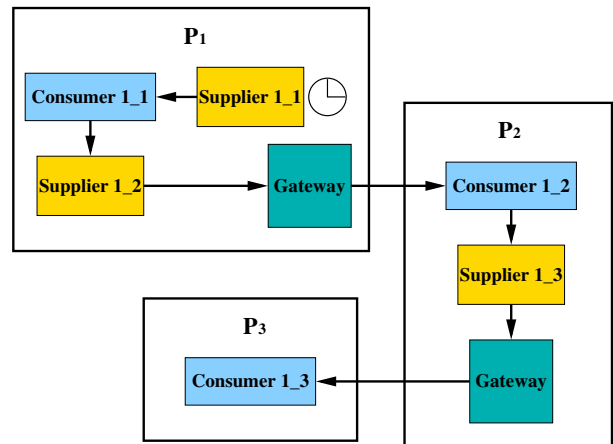 P1
Consumer 1_1
Supplier 1_1
Supplier 1_2
Gateway
P2
Consumer 1_2
Supplier 1_3
Gateway
P3
Consumer 1_3